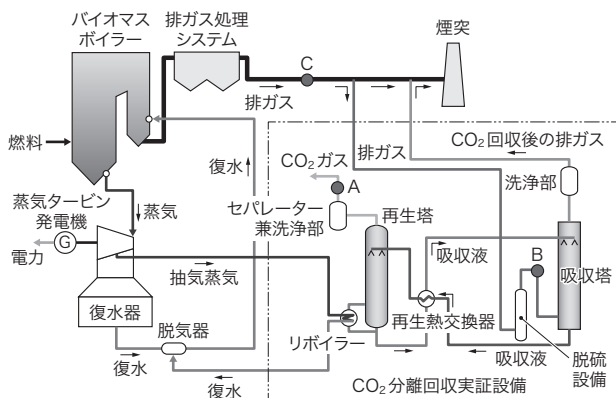 バイオマス
ボイラー
排ガス処理
システム
煙突
C
排ガス
燃料
復水
排ガス
CO₂回収後の排ガス
CO₂ガス
洗浄部
A
蒸気タービン
発電機
蒸気
セパレーター
兼洗浄部
再生塔
吸収液
B
吸収塔
G
電力
抽気蒸気
復水器
脱気器
リボイラー
再生熱交換器
復水
復水
吸収液
脱硫
設備
CO₂分離回収実証設備